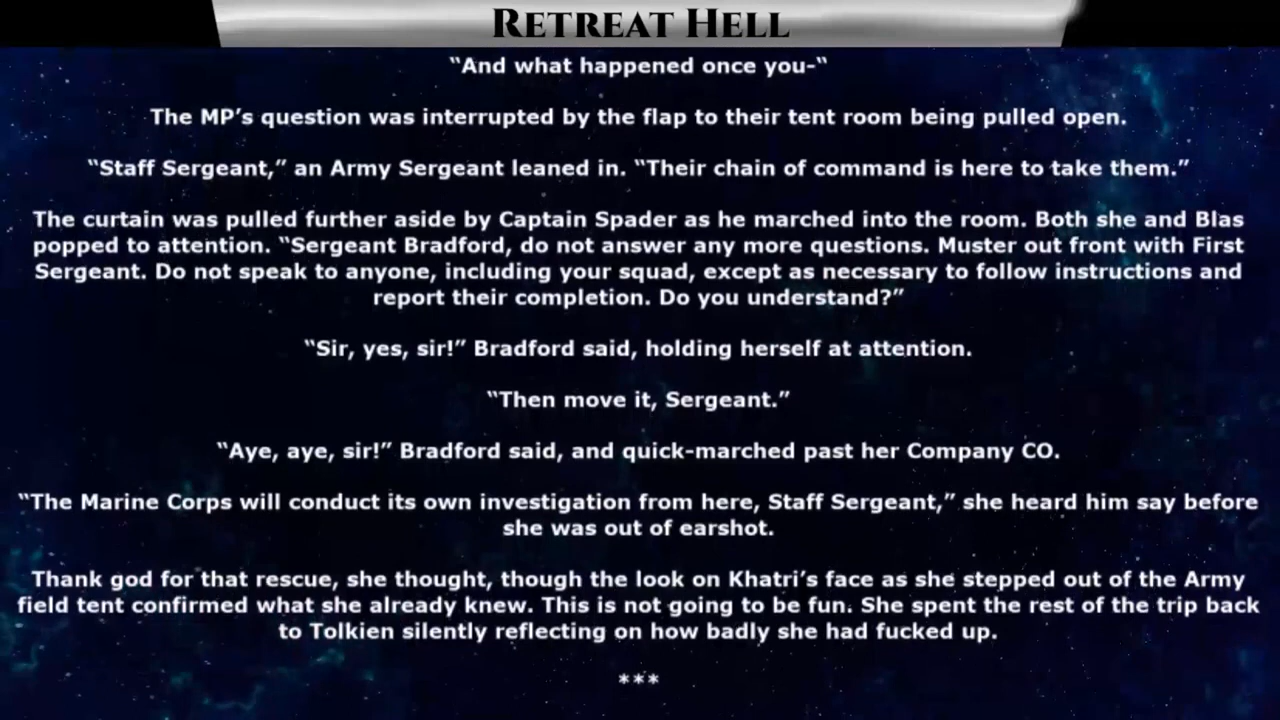 RETREAT HELL
“And what happened once you-“
The MP’s question was interrupted by the flap to their tent room being pulled open.
“Staff Sergeant,” an Army Sergeant leaned in. “Their chain of command is here to take them.”
The curtain was pulled further aside by Captain Spader as he marched into the room. Both she and Blas
popped to attention. “Sergeant Bradford, do not answer any more questions. Muster out front with First
Sergeant. Do not speak to anyone, including your squad, except as necessary to follow instructions and
report their completion. Do you understand?”
“Sir, yes, sir!” Bradford said, holding herself at attention.
“Then move it, Sergeant.”
“Aye, aye, sir!” Bradford said, and quick-marched past her Company CO.
“The Marine Corps will conduct its own investigation from here, Staff Sergeant,” she heard him say before
she was out of earshot.
Thank god for that rescue, she thought, though the look on Khatri’s face as she stepped out of the Army
field tent confirmed what she already knew. This is not going to be fun. She spent the rest of the trip back
to Tolkien silently reflecting on how badly she had fucked up.
***